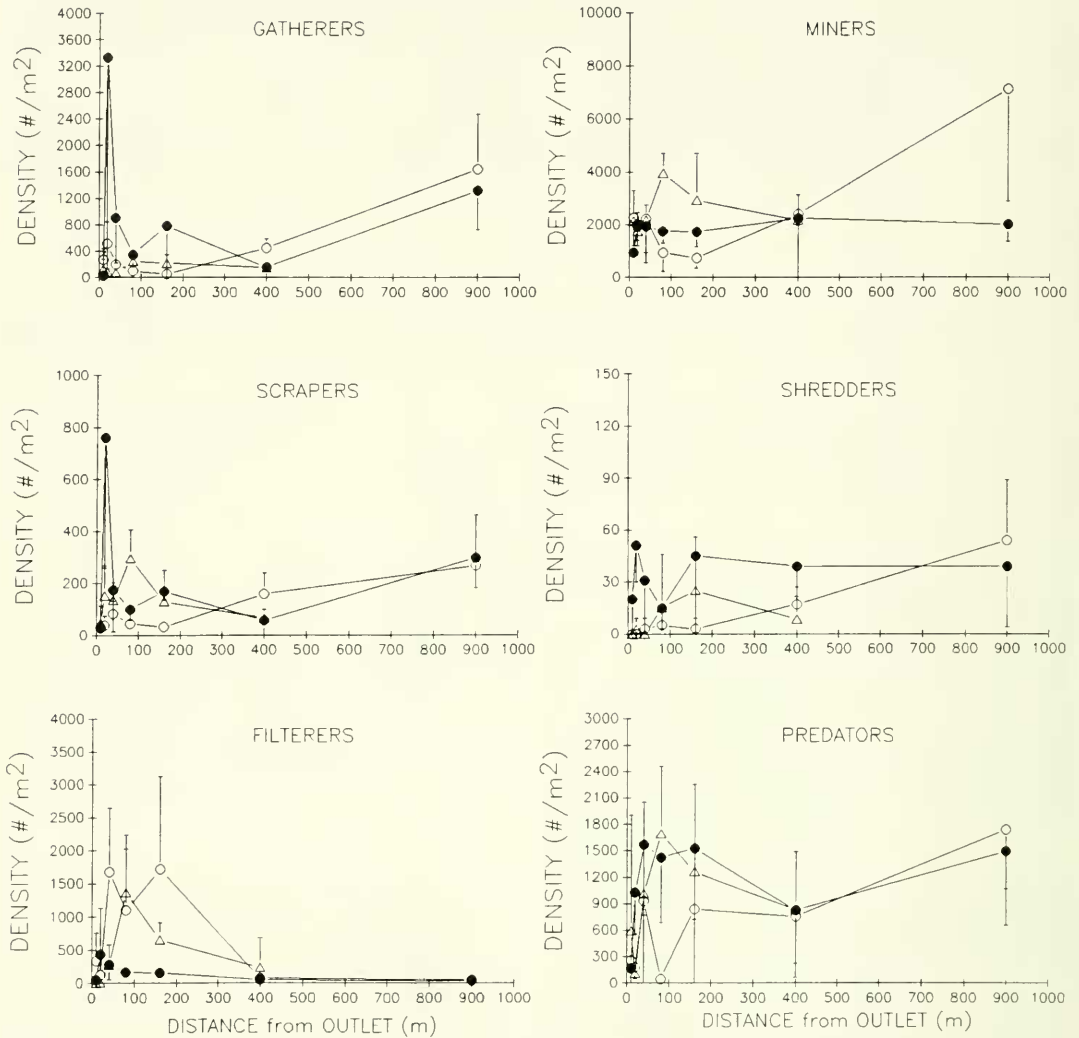 GATHERERS
DENSITY (#/m2)
4000
3600
3200
2800
2400
2000
1600
1200
800
400
0
0 100 200 300 400 500 600 700 800 900 1000
MINERS
DENSITY (#/m2)
10000
8000
6000
4000
2000
0
0 100 200 300 400 500 600 700 800 900 1000
SCRAPERS
DENSITY (#/m2)
1000
800
600
400
200
0
0 100 200 300 400 500 600 700 800 900 1000
SHREDDERS
DENSITY (#/m2)
150
120
90
60
30
0
0 100 200 300 400 500 600 700 800 900 1000
FILTERERS
DENSITY (#/m2)
4000
3500
3000
2500
2000
1500
1000
500
0
0 100 200 300 400 500 600 700 800 900 1000
DISTANCE from OUTLET (m)
PREDATORS
DENSITY (#/m2)
3000
2700
2400
2100
1800
1500
1200
900
600
300
0
0 100 200 300 400 500 600 700 800 900 1000
DISTANCE from OUTLET (m)